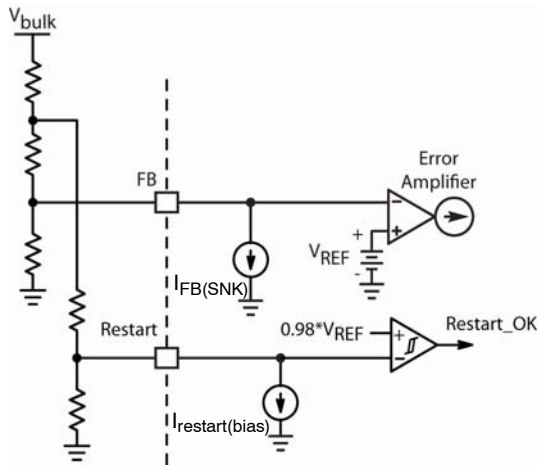 Vbulk
FB
Error
Amplifier
+
-
VREF
+
-
IFB(SNK)
Restart
0.98*VREF
+
-
Restart_OK
Irestart(bias)